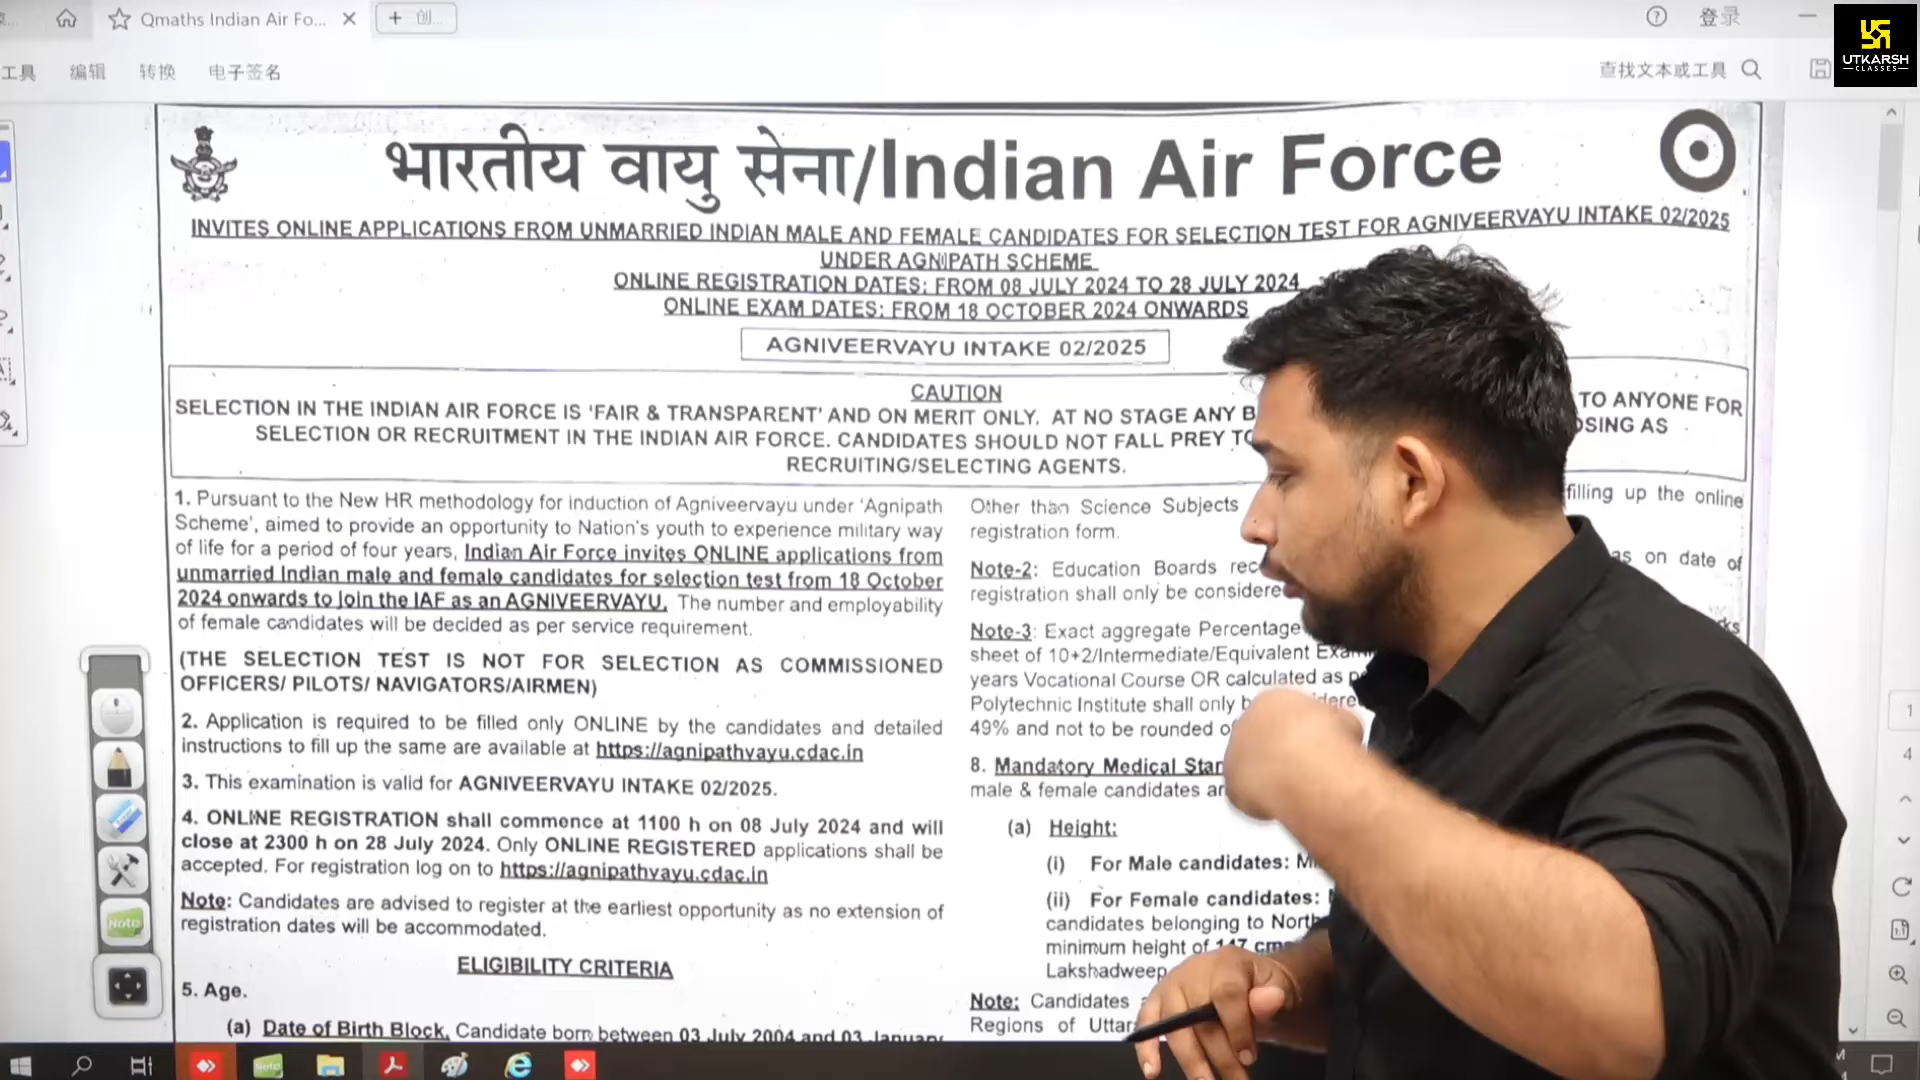 Qmaths Indian Air Fo...
创...
登录
工具 编辑 转换 电子签名
查找文本或工具
UTKARSH
CLASSES
भारतीय वायु सेना/Indian Air Force
INVITES ONLINE APPLICATIONS FROM UNMARRIED INDIAN MALE AND FEMALE CANDIDATES FOR SELECTION TEST FOR AGNIVEERVAYU INTAKE 02/2025
UNDER AGNIPATH SCHEME
ONLINE REGISTRATION DATES: FROM 08 JULY 2024 TO 28 JULY 2024
ONLINE EXAM DATES: FROM 18 OCTOBER 2024 ONWARDS
AGNIVEERVAYU INTAKE 02/2025
CAUTION
SELECTION IN THE INDIAN AIR FORCE IS 'FAIR & TRANSPARENT' AND ON MERIT ONLY. AT NO STAGE ANY TO ANYONE FOR
SELECTION OR RECRUITMENT IN THE INDIAN AIR FORCE. CANDIDATES SHOULD NOT FALL PREY AS
RECRUITING/SELECTING AGENTS.
1. Pursuant to the New HR methodology for induction of Agniveervayu under 'Agnipath
Scheme', aimed to provide an opportunity to Nation's youth to experience military way
of life for a period of four years, Indian Air Force invites ONLINE applications from
unmarried Indian male and female candidates for selection test from 18 October
2024 onwards to join the IAF as an AGNIVEERVAYU. The number and employability
of female candidates will be decided as per service requirement.
(THE SELECTION TEST IS NOT FOR SELECTION AS COMMISSIONED
OFFICERS/ PILOTS/ NAVIGATORS/AIRMEN)
2. Application is required to be filled only ONLINE by the candidates and detailed
instructions to fill up the same are available at https://agnipathvayu.cdac.in
3. This examination is valid for AGNIVEERVAYU INTAKE 02/2025.
4. ONLINE REGISTRATION shall commence at 1100 h on 08 July 2024 and will
close at 2300 h on 28 July 2024. Only ONLINE REGISTERED applications shall be
accepted. For registration log on to https://agnipathvayu.cdac.in
Note: Candidates are advised to register at the earliest opportunity as no extension of
registration dates will be accommodated.
ELIGIBILITY CRITERIA
5. Age.
(a) Date of Birth Block. Candidate born between 03 July 2004 and 03 January
Other than Science Subjects filling up the online
registration form.
Note-2: Education Boards as on date of
registration shall only be
Note-3: Exact aggregate Percentage
sheet of 10+2/Intermediate/Equivalent
years Vocational Course OR calculated as
Polytechnic Institute shall only
49% and not to be rounded
8. Mandatory Medical
male & female candidates
(a) Height:
(i) For Male candidates:
(ii) For Female candidates:
candidates belonging to
minimum height of 147
Lakshadweep
Note: Candidates
Regions of
Note
1
4
Note